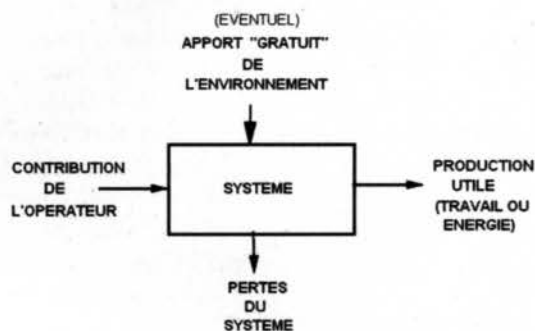 (EVENTUEL)
APPORT "GRATUIT"
DE
L'ENVIRONNEMENT
CONTRIBUTION
DE
L'OPERATEUR
SYSTEME
PRODUCTION
UTILE
(TRAVAIL OU
ENERGIE)
PERTES
DU
SYSTEME